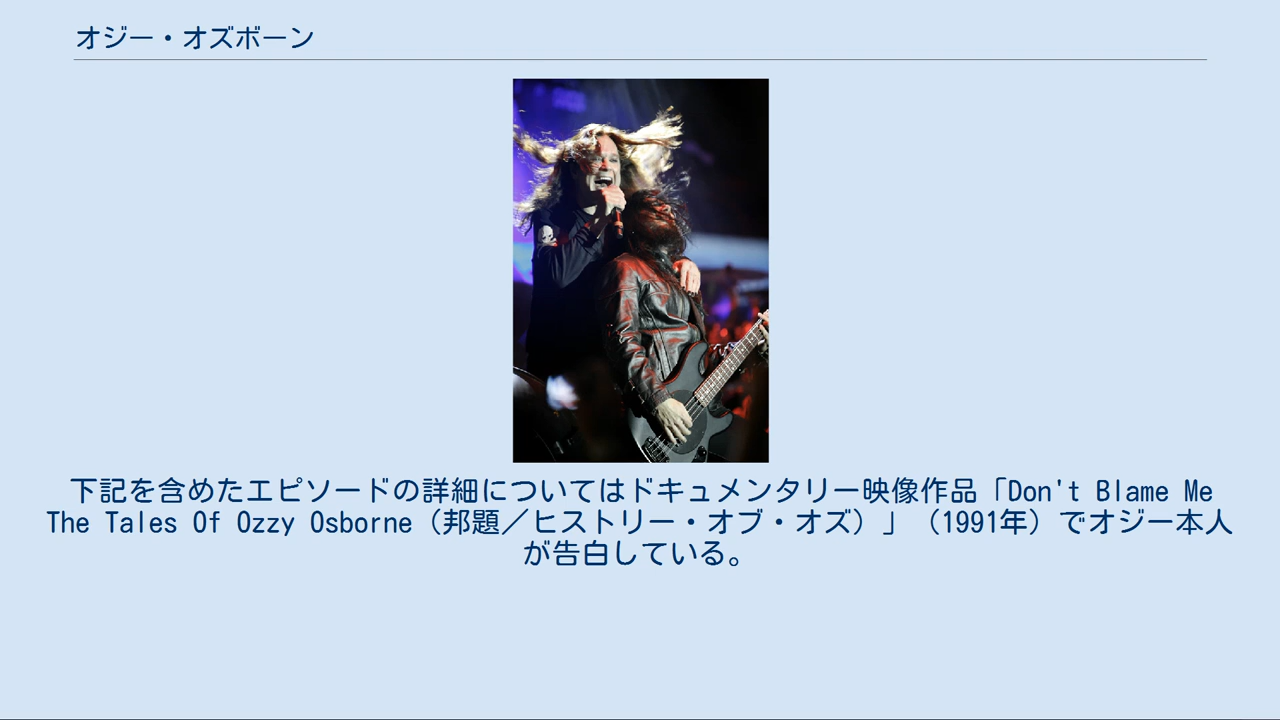 オジー・オズボーン
下記を含めたエピソードの詳細についてはドキュメンタリー映像作品「Don't Blame Me
The Tales Of Ozzy Osborne（邦題／ヒストリー・オブ・オズ）」（1991年）でオジー本人
が告白している。